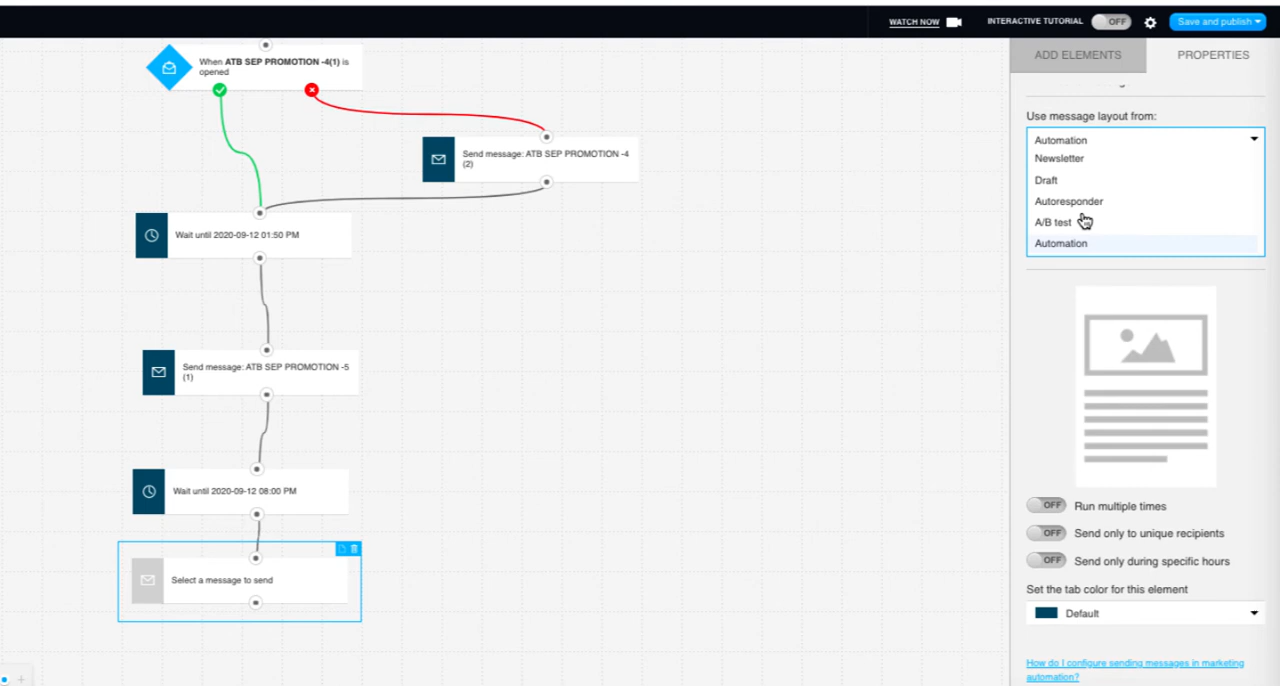 WATCH NOW
INTERACTIVE TUTORIAL
OFF
Save and publish
ADD ELEMENTS
PROPERTIES
When ATB SEP PROMOTION -4(1) is
opened
Send message: ATB SEP PROMOTION -4
(2)
Wait until 2020-09-12 01:50 PM
Send message: ATB SEP PROMOTION -5
(1)
Wait until 2020-09-12 08:00 PM
Select a message to send
Use message layout from:
Automation
Newsletter
Draft
Autoresponder
A/B test
Automation
OFF Run multiple times
OFF Send only to unique recipients
OFF Send only during specific hours
Set the tab color for this element
Default
How do I configure sending messages in marketing
automation?